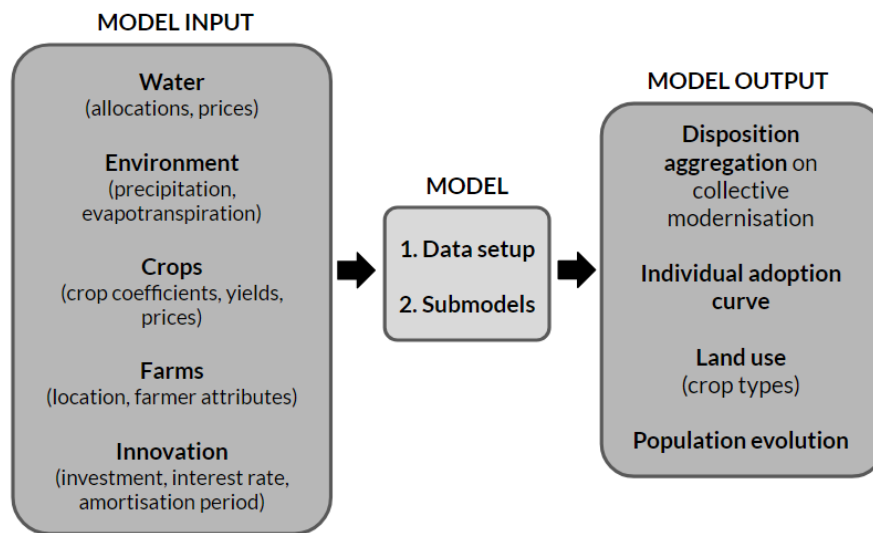 MODEL INPUT
Water
(allocations, prices)
Environment
(precipitation,
evapotranspiration)
Crops
(crop coefficients, yields,
prices)
Farms
(location, farmer attributes)
Innovation
(investment, interest rate,
amortisation period)
MODEL
1. Data setup
2. Submodels
MODEL OUTPUT
Disposition
aggregation on
collective
modernisation
Individual adoption
curve
Land use
(crop types)
Population evolution